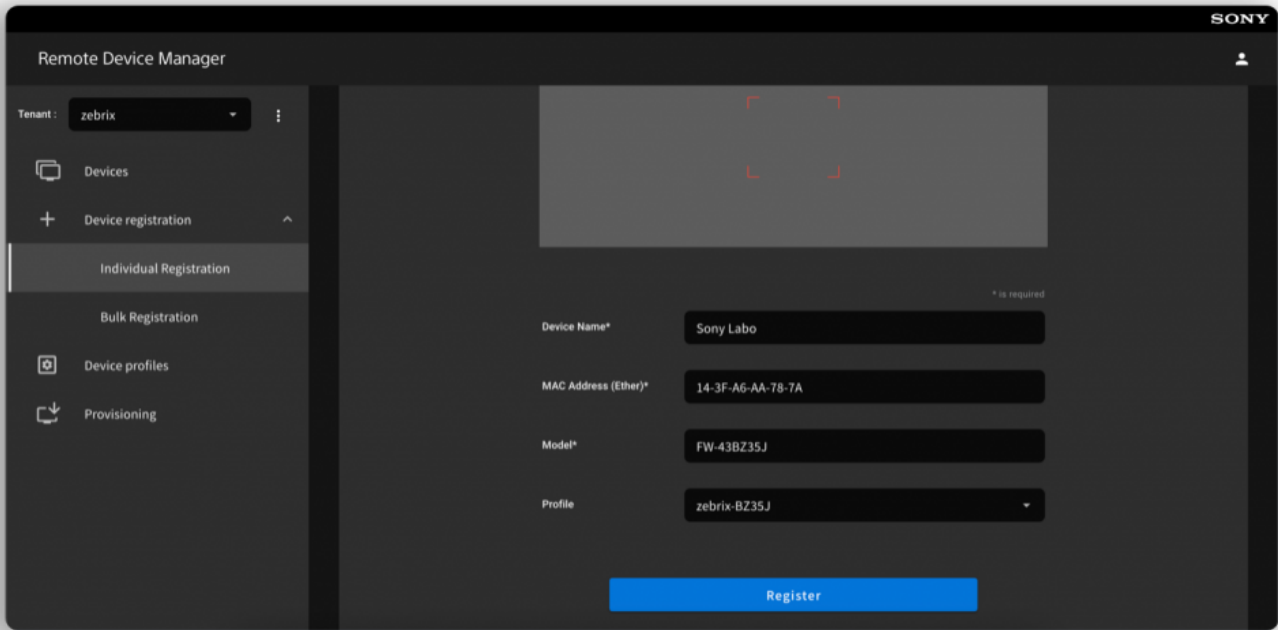 SONY
Remote Device Manager
Tenant :
zebrix
Devices
Device registration
Individual Registration
Bulk Registration
Device profiles
Provisioning
* is required
Device Name*
Sony Labo
MAC Address (Ether)*
14-3F-A6-AA-78-7A
Model*
FW-43BZ35J
Profile
zebrix-BZ35J
Register